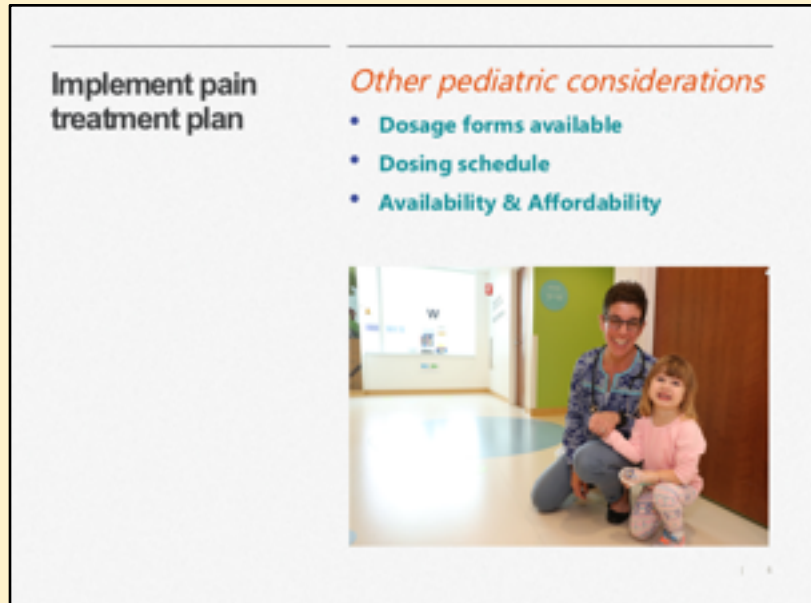 Implement pain
treatment plan
Other pediatric considerations
• Dosage forms available
• Dosing schedule
• Availability & Affordability
W